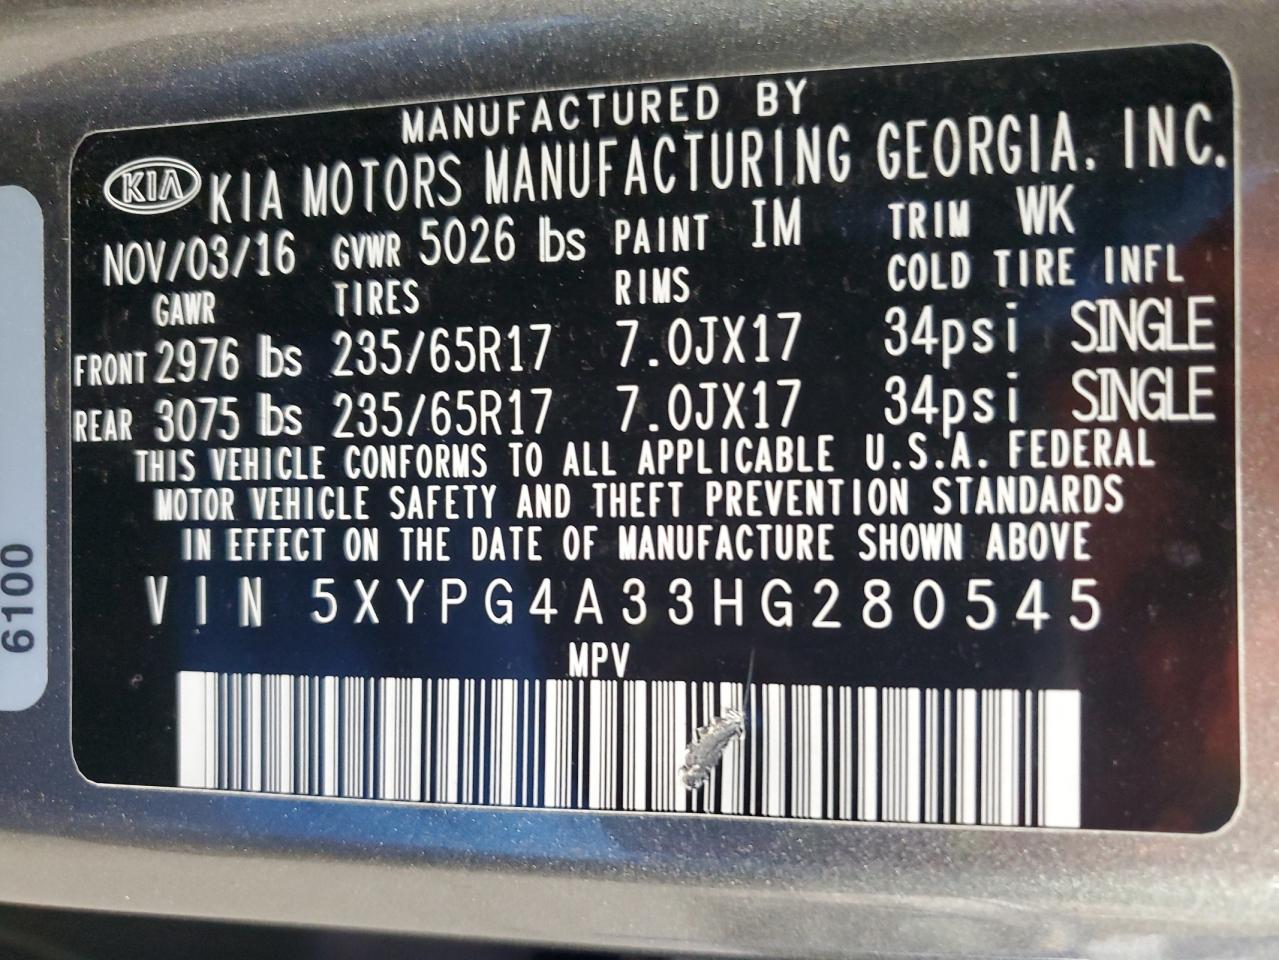 MANUFACTURED BY
KIA KIA MOTORS MANUFACTURING GEORGIA. INC.
NOV/03/16 GVWR 5026 lbs PAINT IM TRIM WK
GAWR TIRES RIMS COLD TIRE INFL
FRONT 2976 lbs 235/65R17 7.0JX17 34psi SINGLE
REAR 3075 lbs 235/65R17 7.0JX17 34psi SINGLE
THIS VEHICLE CONFORMS TO ALL APPLICABLE U.S.A. FEDERAL
MOTOR VEHICLE SAFETY AND THEFT PREVENTION STANDARDS
IN EFFECT ON THE DATE OF MANUFACTURE SHOWN ABOVE
VIN 5XYPG4A33HG280545
MPV
6100